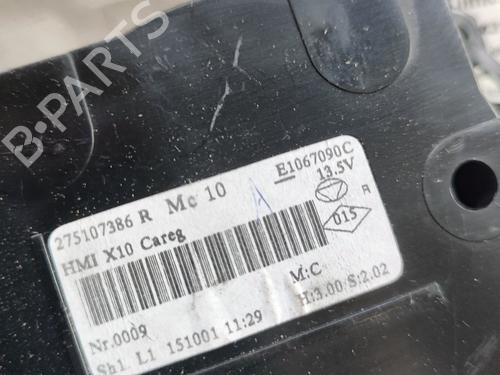 B-PARTS
275107386 R Mc 10
E1067090C
13.5V
HMI X10 Careg
R
015
M:C
H:3.00/S:2.02
Nr.0009
Sh1 L1 151001 11:29